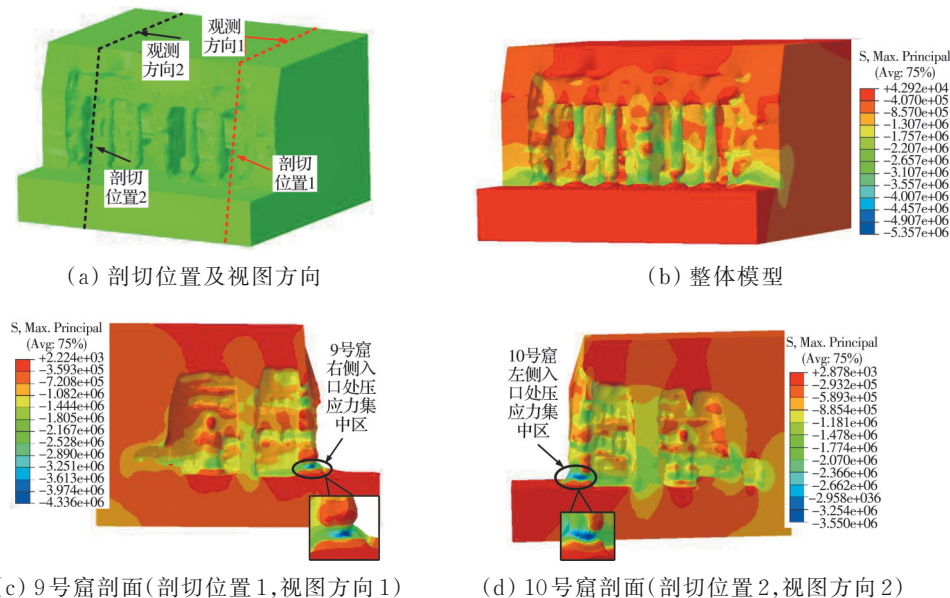 观测
方向2
观测
方向1
剖切
位置2
剖切
位置1
(a) 剖切位置及视图方向
S, Max. Principal
(Avg: 75%)
+4.292e+04
-4.070e+05
-8.570e+05
-1.307e+06
-1.757e+06
-2.207e+06
-2.657e+06
-3.107e+06
-3.557e+06
-4.007e+06
-4.457e+06
-4.907e+06
-5.357e+06
(b) 整体模型
S, Max. Principal
(Avg: 75%)
+2.224e+03
-3.593e+05
-7.208e+05
-1.082e+06
-1.444e+06
-1.805e+06
-2.167e+06
-2.528e+06
-2.890e+06
-3.251e+06
-3.613e+06
-3.974e+06
-4.336e+06
9号窟
右侧入
口处压
应力集
中区
(c) 9号窟剖面(剖切位置1,视图方向1)
10号窟
左侧入
口处压
应力集
中区
S, Max. Principal
(Avg: 75%)
+2.878e+03
-2.932e+05
-5.893e+05
-8.854e+05
-1.181e+06
-1.478e+06
-1.774e+06
-2.070e+06
-2.366e+06
-2.662e+06
-2.958e+036
-3.254e+06
-3.550e+06
(d) 10号窟剖面(剖切位置2,视图方向2)